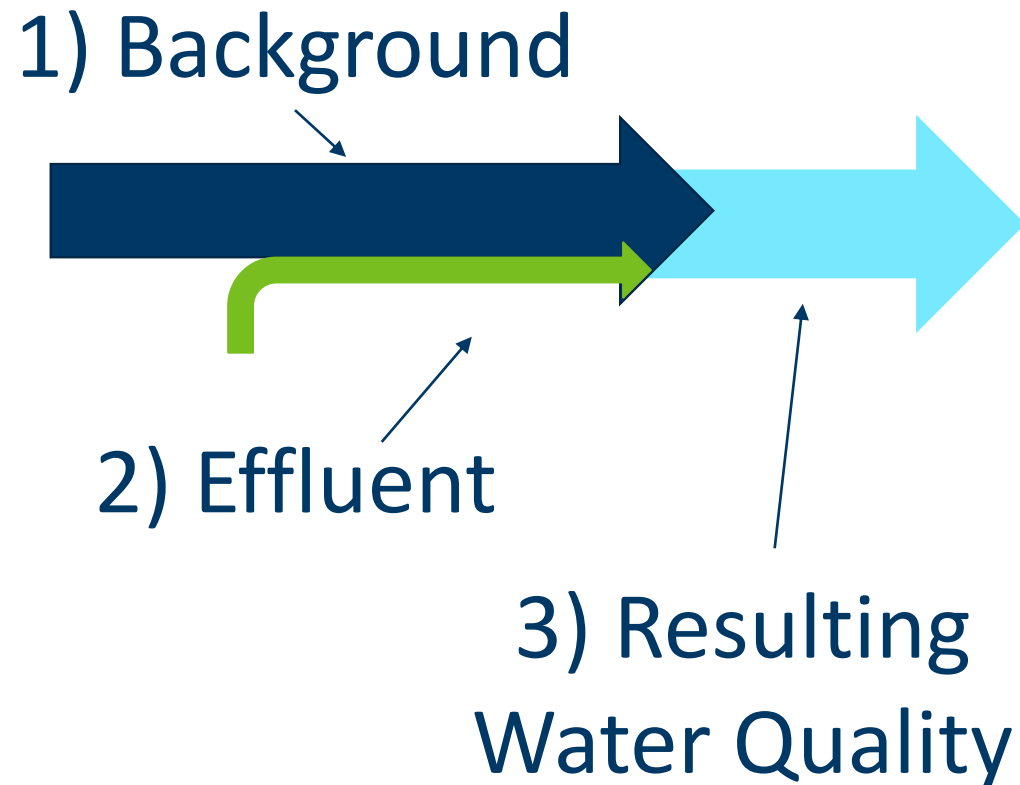 1) Background
2) Effluent
3) Resulting
Water Quality